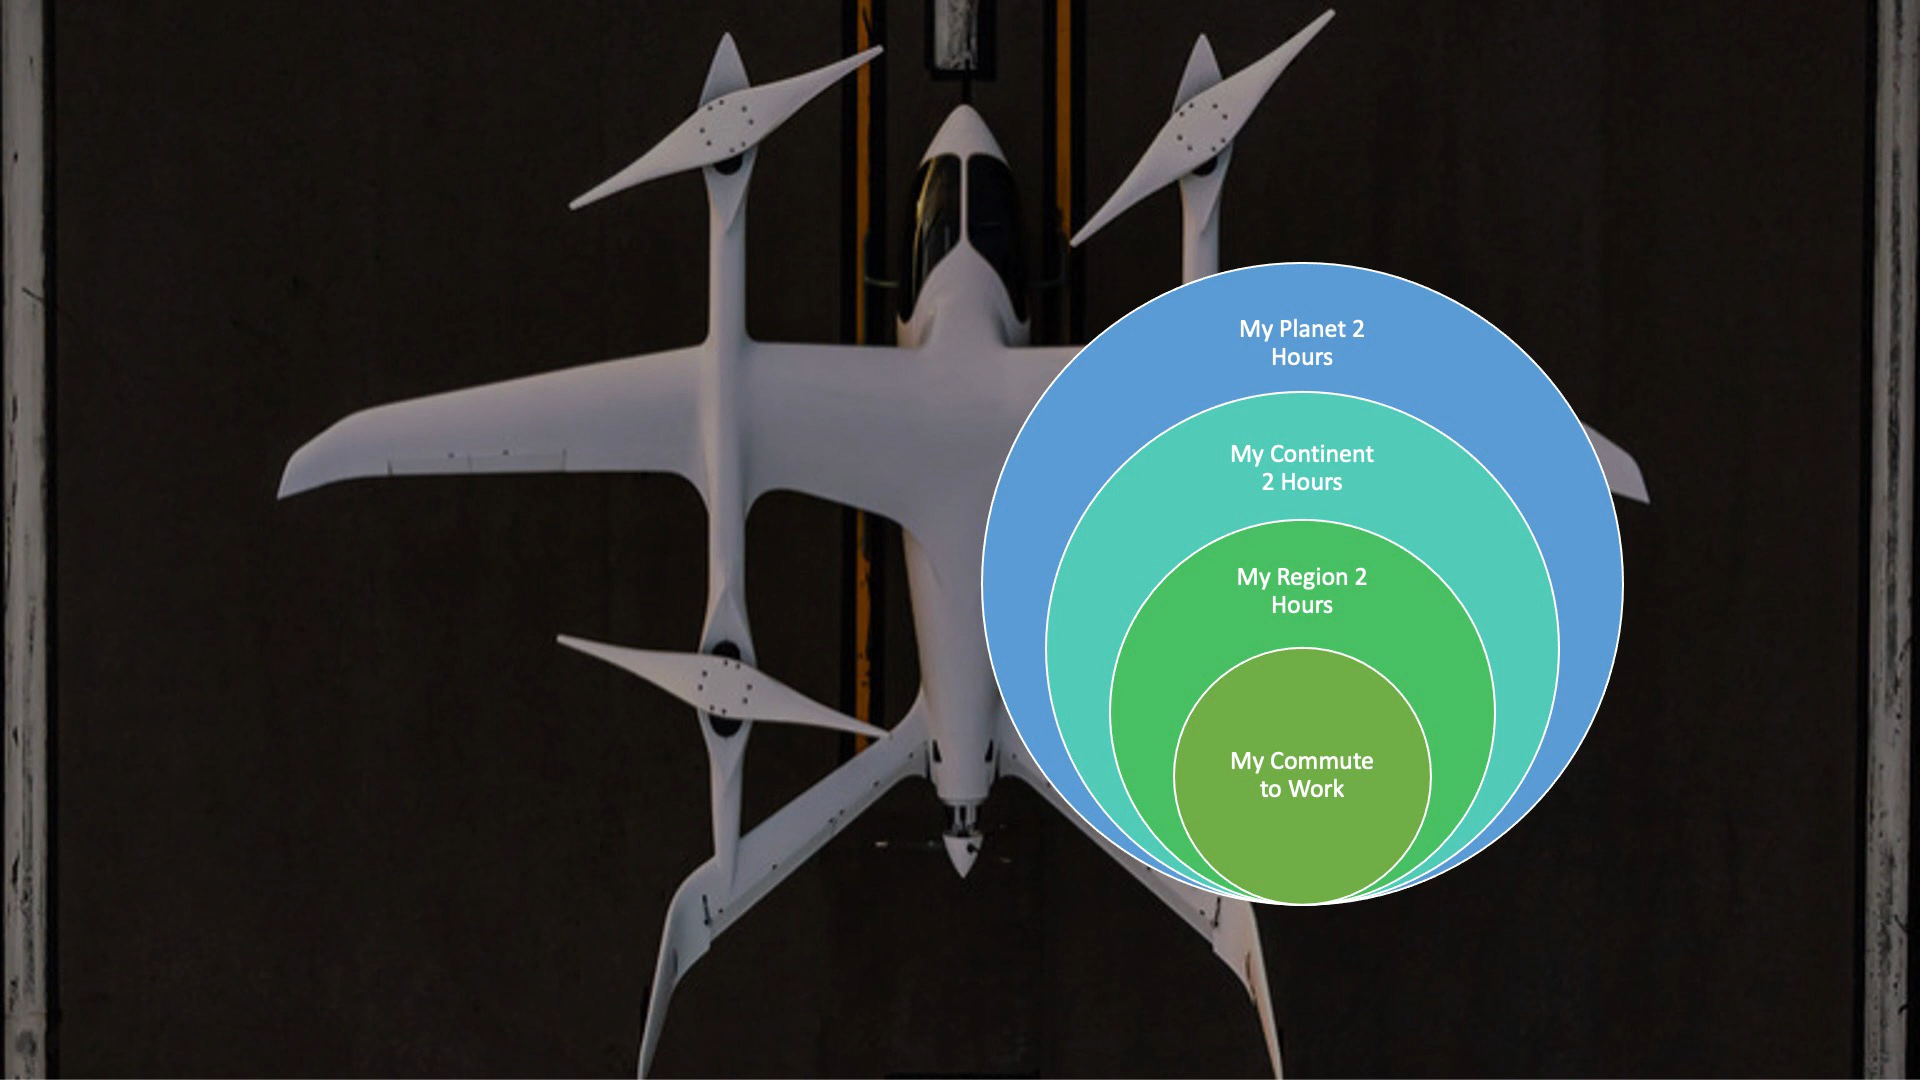 My Planet 2
Hours
My Continent
2 Hours
My Region 2
Hours
My Commute
to Work